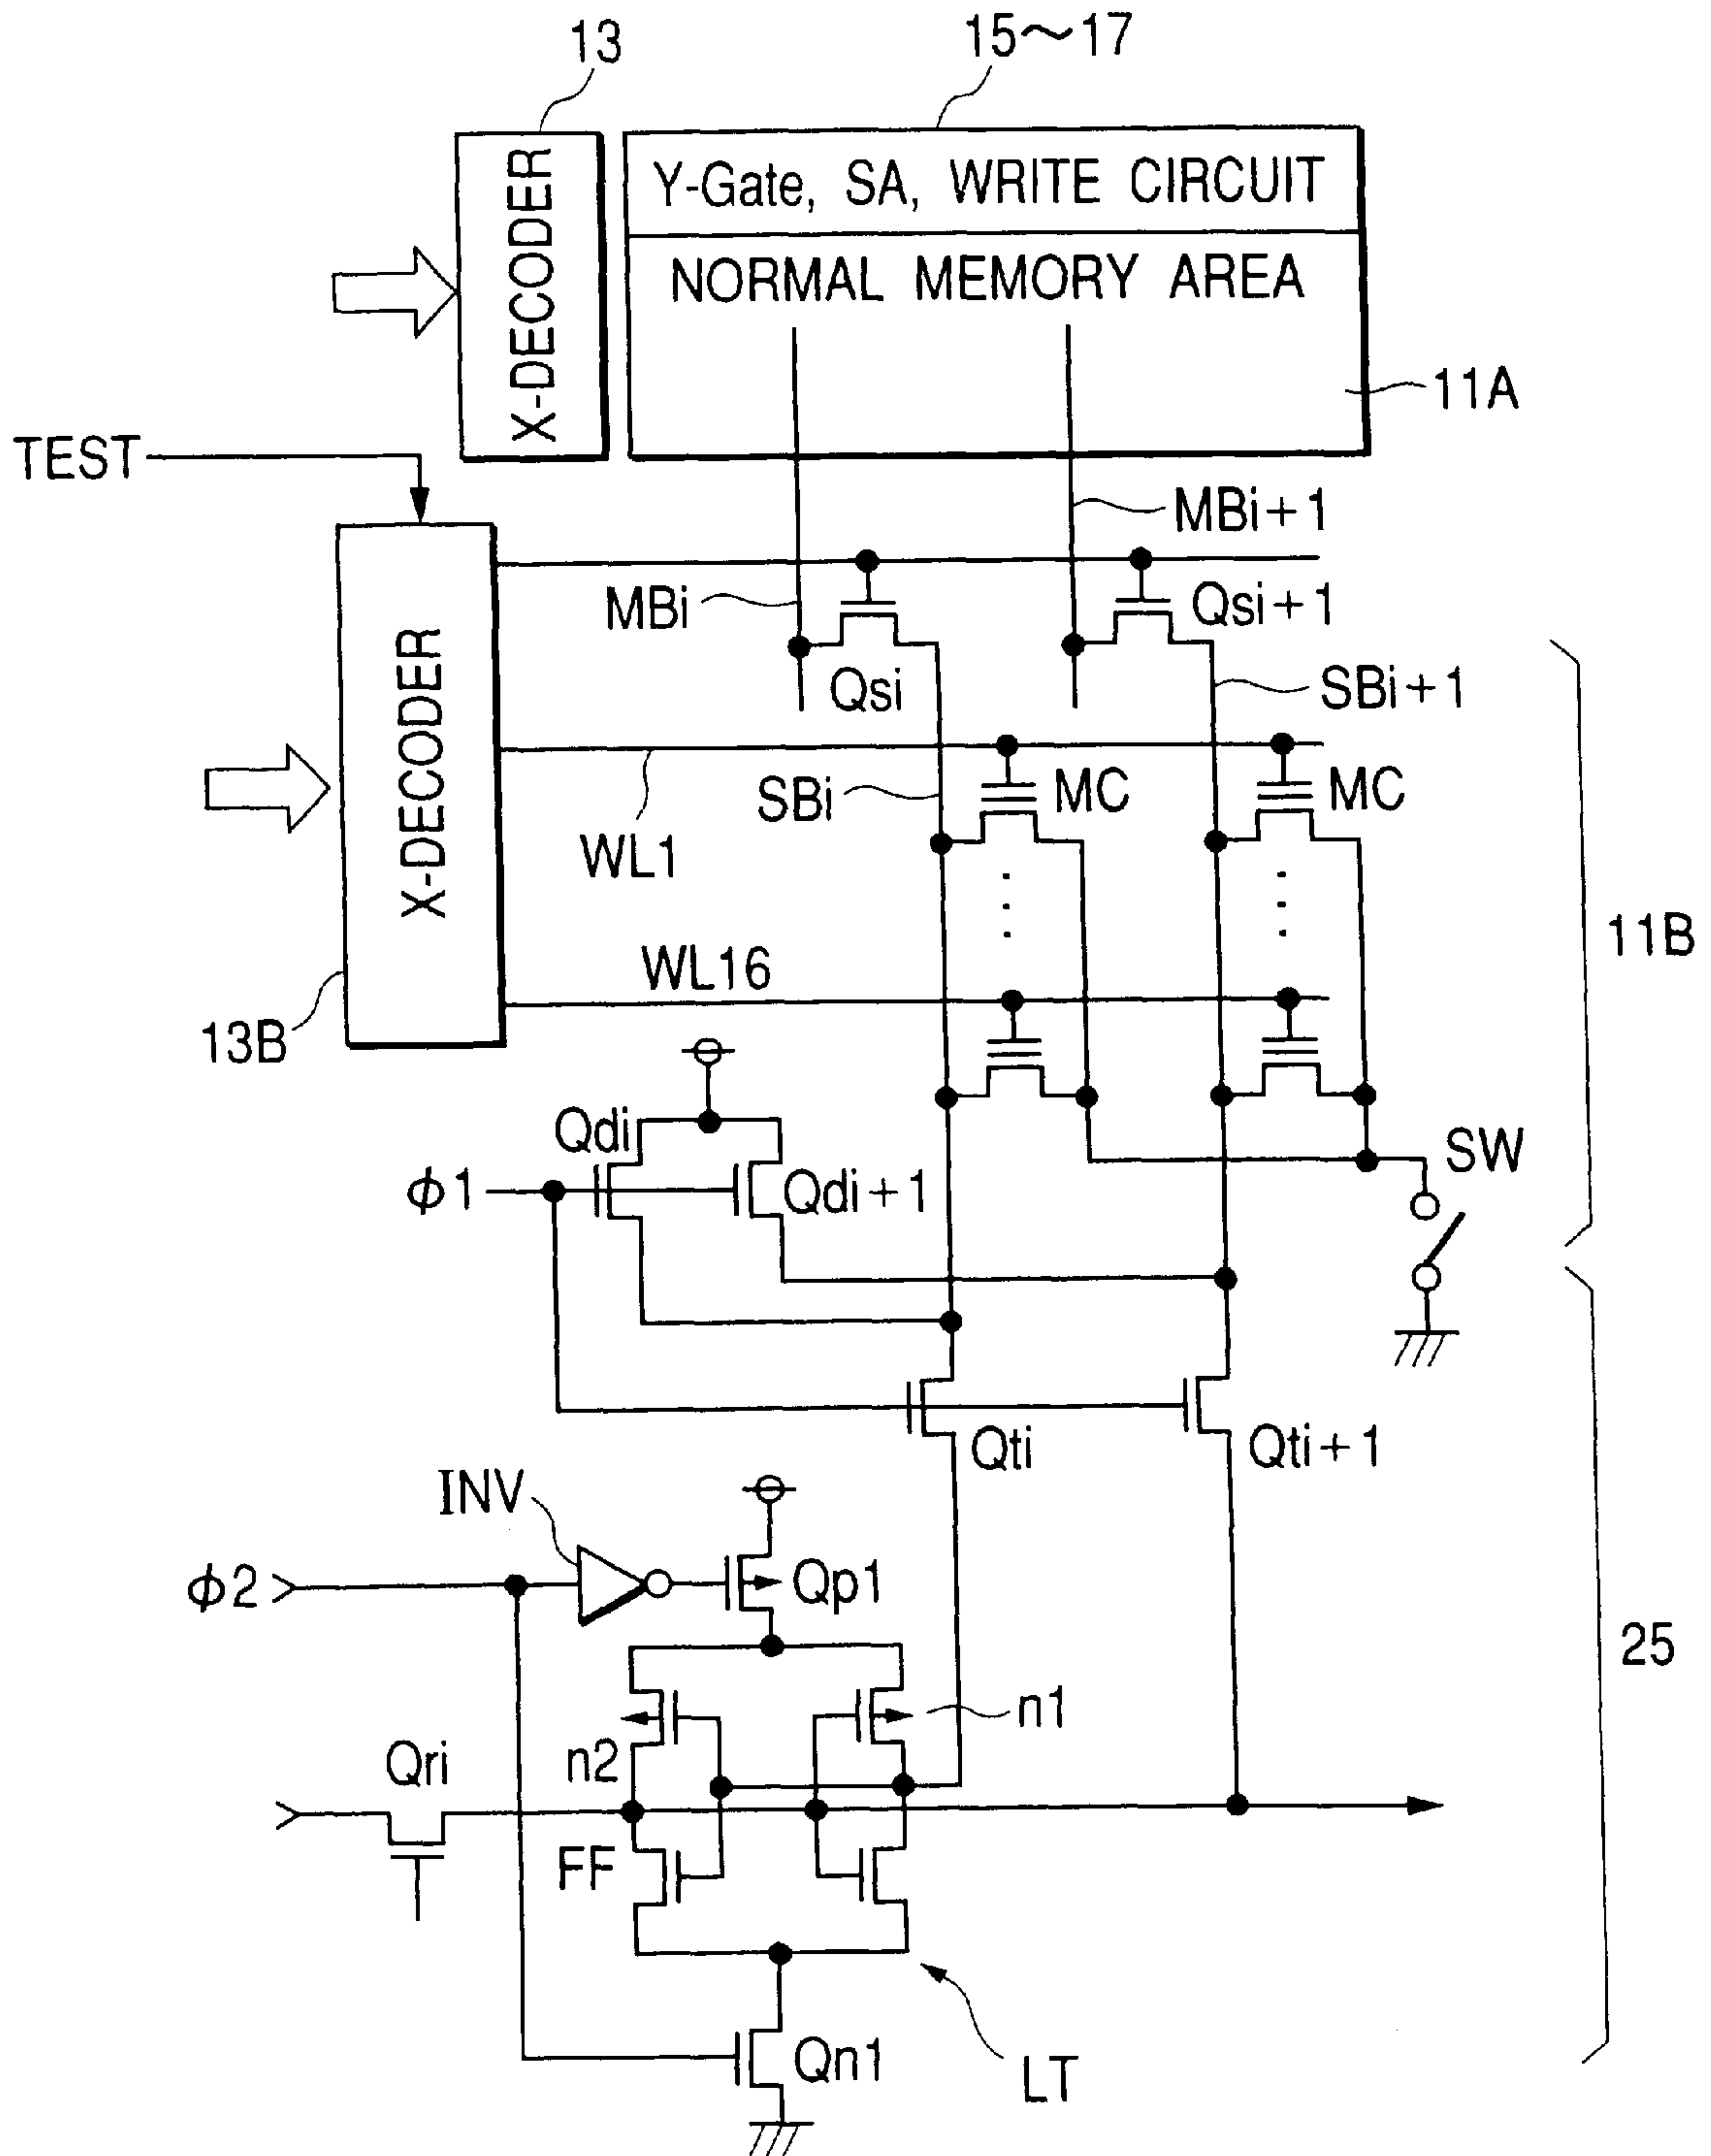 13
15～17
X-DECODER
Y-Gate, SA, WRITE CIRCUIT
NORMAL MEMORY AREA
11A
TEST
MBi+1
MBi
Qsi+1
Qsi
SBi+1
X-DECODER
SBi
MC
MC
WL1
11B
WL16
13B
Qdi
SW
ϕ1
Qdi+1
Qti
Qti+1
INV
ϕ2
Qp1
25
n1
Qri
n2
FF
Qn1
LT